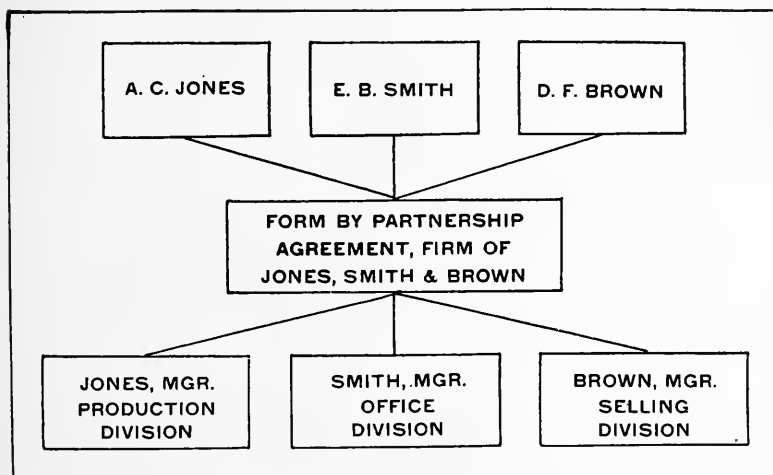 A. C. JONES
E. B. SMITH
D. F. BROWN
FORM BY PARTNERSHIP
AGREEMENT, FIRM OF
JONES, SMITH & BROWN
JONES, MGR.
PRODUCTION
DIVISION
SMITH, MGR.
OFFICE
DIVISION
BROWN, MGR.
SELLING
DIVISION